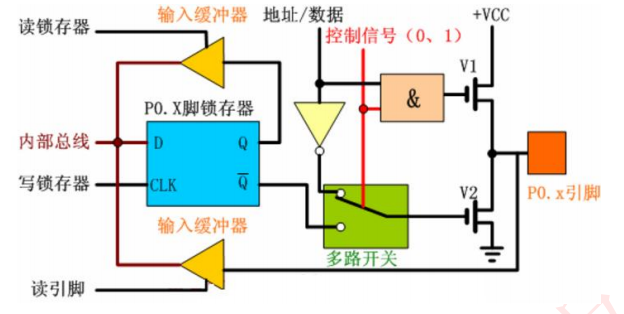 读锁存器
输入缓冲器
地址/数据
+VCC
控制信号（0、1）
V1
&
P0.X脚锁存器
内部总线
D
Q
写锁存器
CLK
Q̅
V2
P0.x引脚
输入缓冲器
多路开关
读引脚